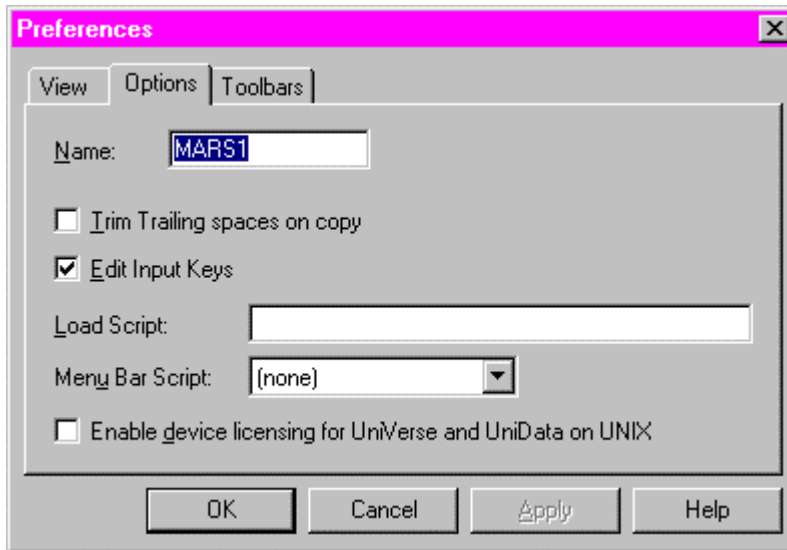 Preferences
View Options Toolbars
Name: MARS1
Trim Trailing spaces on copy
Edit Input Keys
Load Script:
Menu Bar Script: (none)
Enable device licensing for UniVerse and UniData on UNIX
OK Cancel Apply Help